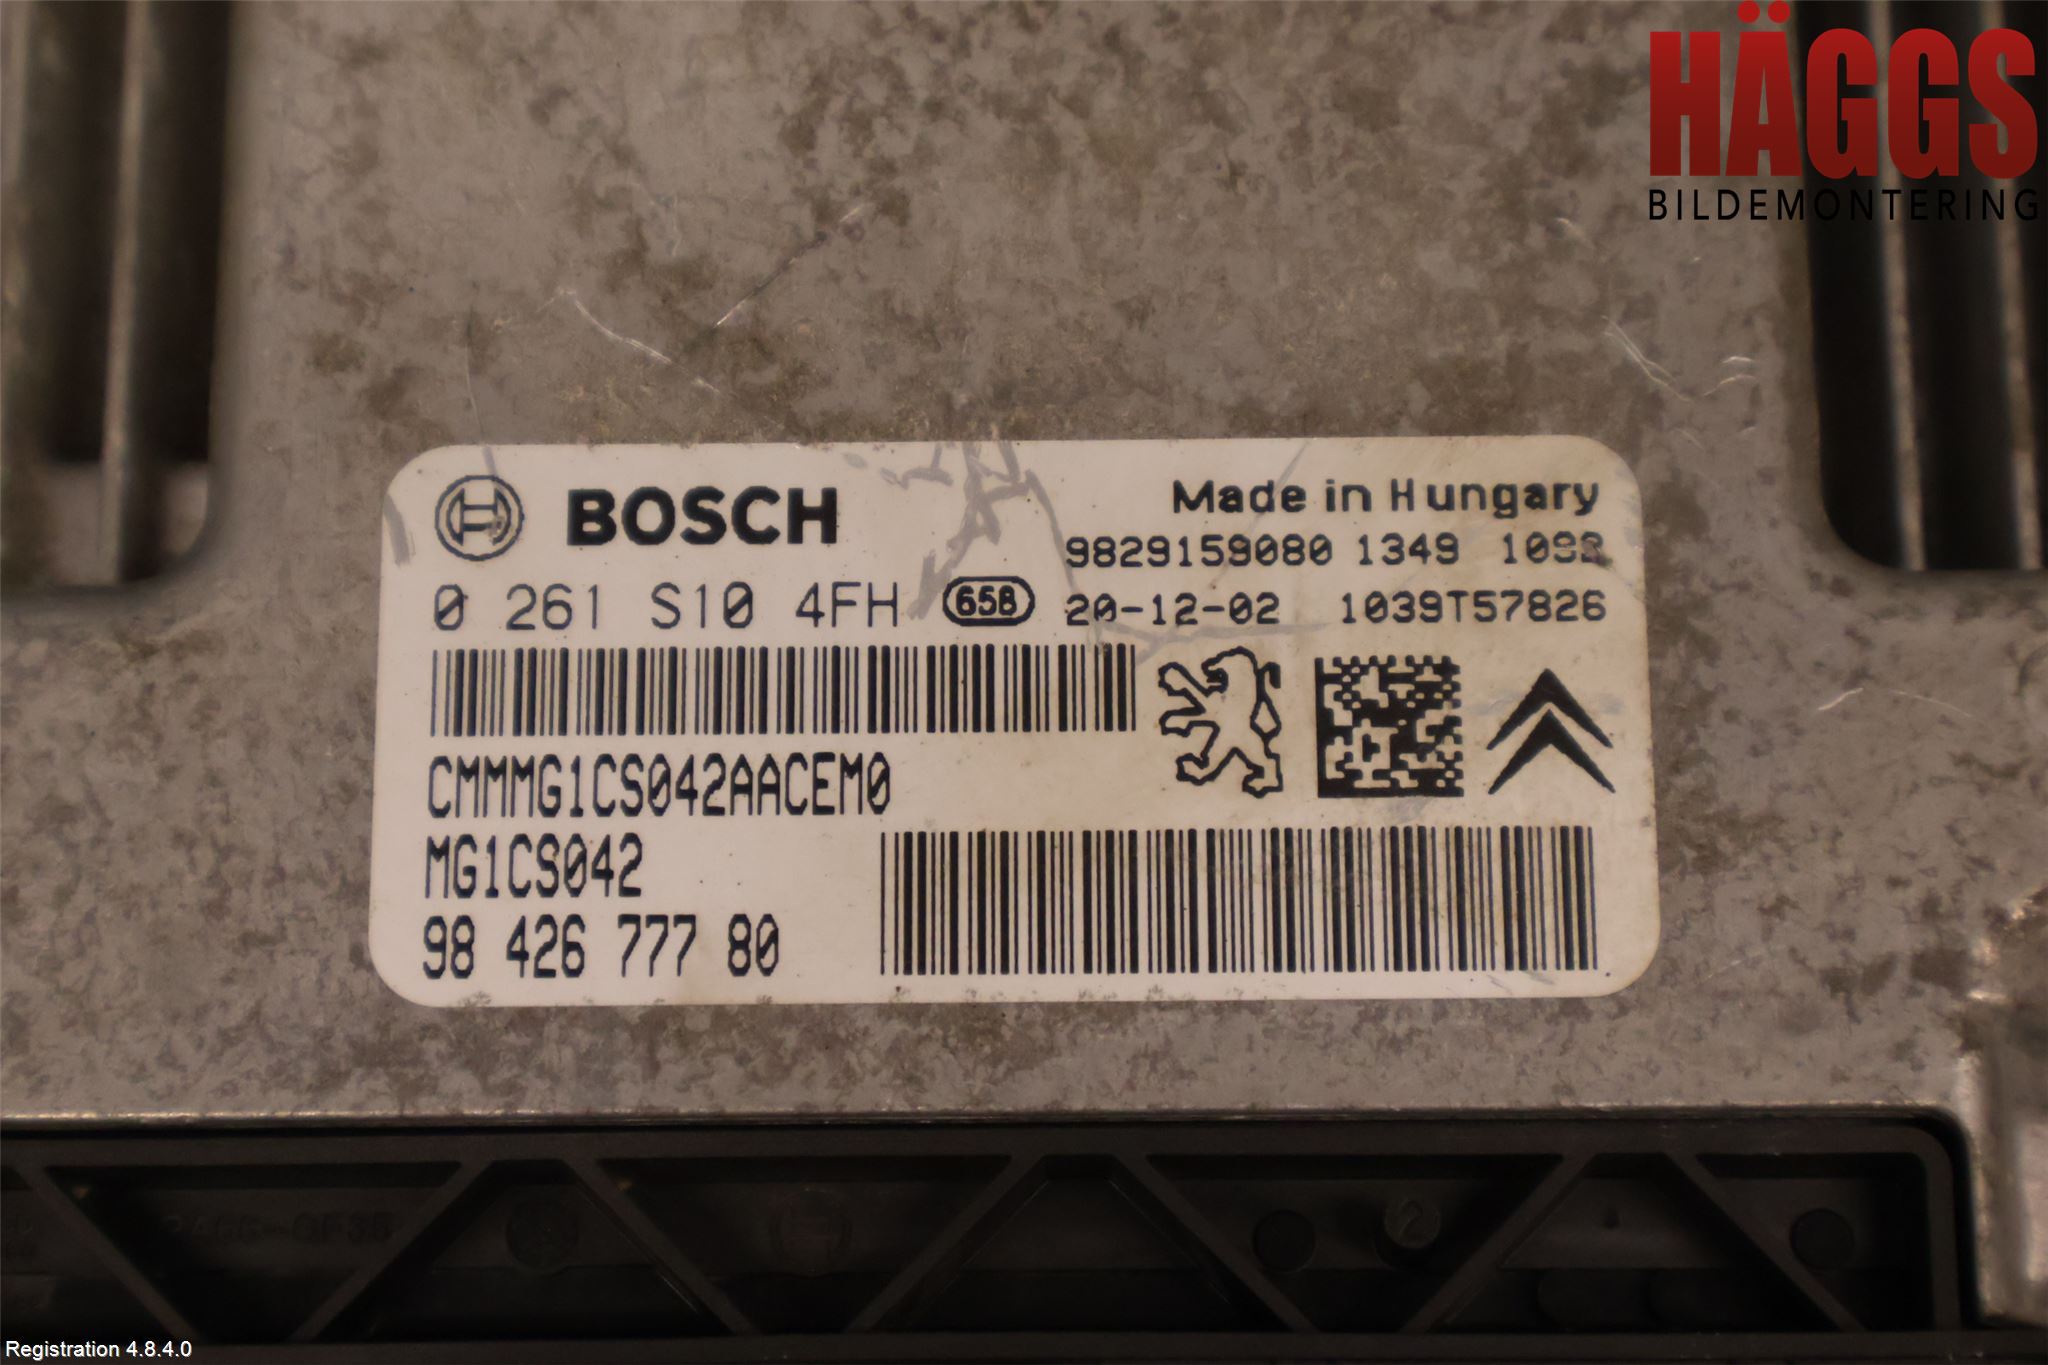 HÄGGS
BILDEMONTERING
BOSCH
Made in Hungary
9829159080 1349
0 261 S10 4FH 658
20-12-02 1039T57826
CMMMG1CS042AACEM0
MG1CS042
98 426 777 80
2
Registration 4.8.4.0